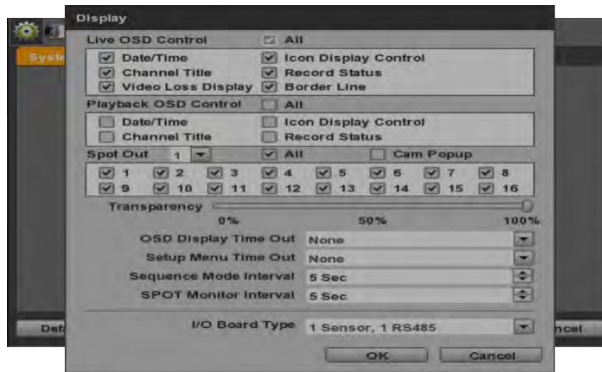 Display
Live OSD Control All
Date/Time Icon Display Control
Channel Title Record Status
Video Loss Display Border Line
Playback OSD Control All
Date/Time Icon Display Control
Channel Title Record Status
Spot Out 1 All Cam Popup
1 2 3 4 5 6 7 8
9 10 11 12 13 14 15 16
Transparency
0% 50% 100%
OSD Display Time Out None
Setup Menu Time Out None
Sequence Mode Interval 5 Sec
SPOT Monitor Interval 5 Sec
I/O Board Type 1 Sensor, 1 RS485
OK Cancel